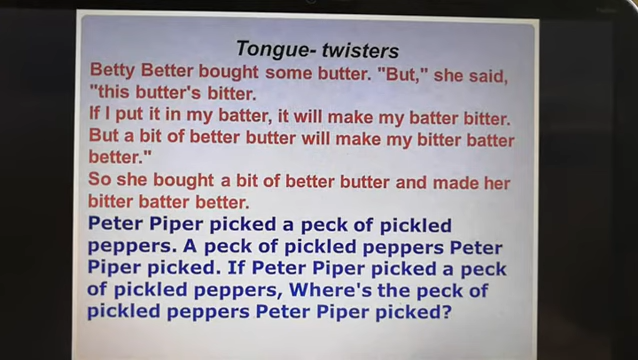 Tongue- twisters
Betty Better bought some butter. "But," she said,
"this butter's bitter.
If I put it in my batter, it will make my batter bitter.
But a bit of better butter will make my bitter batter
better."
So she bought a bit of better butter and made her
bitter batter better.
Peter Piper picked a peck of pickled
peppers. A peck of pickled peppers Peter
Piper picked. If Peter Piper picked a peck
of pickled peppers, Where's the peck of
pickled peppers Peter Piper picked?